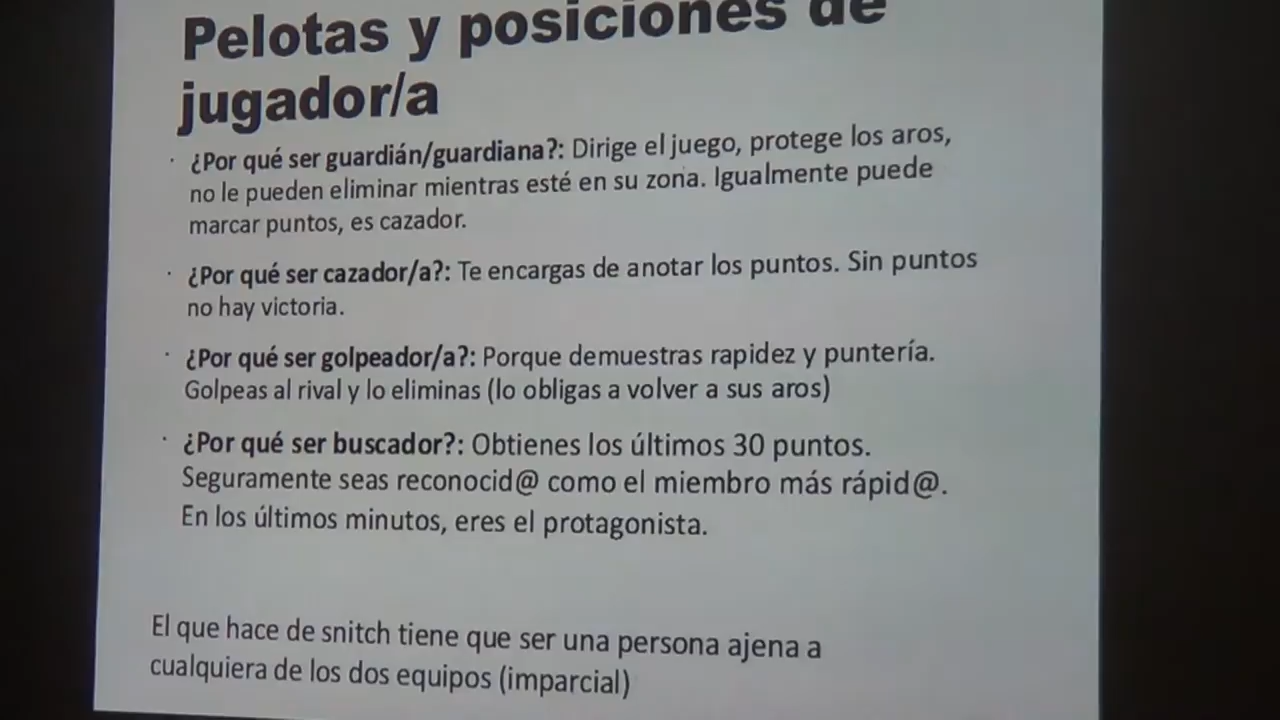 Pelotas y posiciones de
jugador/a
· ¿Por qué ser guardián/guardiana?: Dirige el juego, protege los aros,
no le pueden eliminar mientras esté en su zona. Igualmente puede
marcar puntos, es cazador.
· ¿Por qué ser cazador/a?: Te encargas de anotar los puntos. Sin puntos
no hay victoria.
· ¿Por qué ser golpeador/a?: Porque demuestras rapidez y puntería.
Golpeas al rival y lo eliminas (lo obligas a volver a sus aros)
· ¿Por qué ser buscador?: Obtienes los últimos 30 puntos.
Seguramente seas reconocid@ como el miembro más rápid@.
En los últimos minutos, eres el protagonista.
El que hace de snitch tiene que ser una persona ajena a
cualquiera de los dos equipos (imparcial)